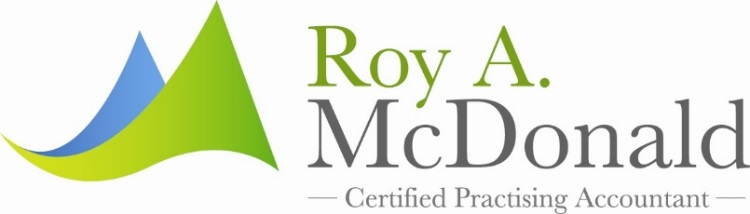 Roy A.
McDonald
— Certified Practising Accountant —